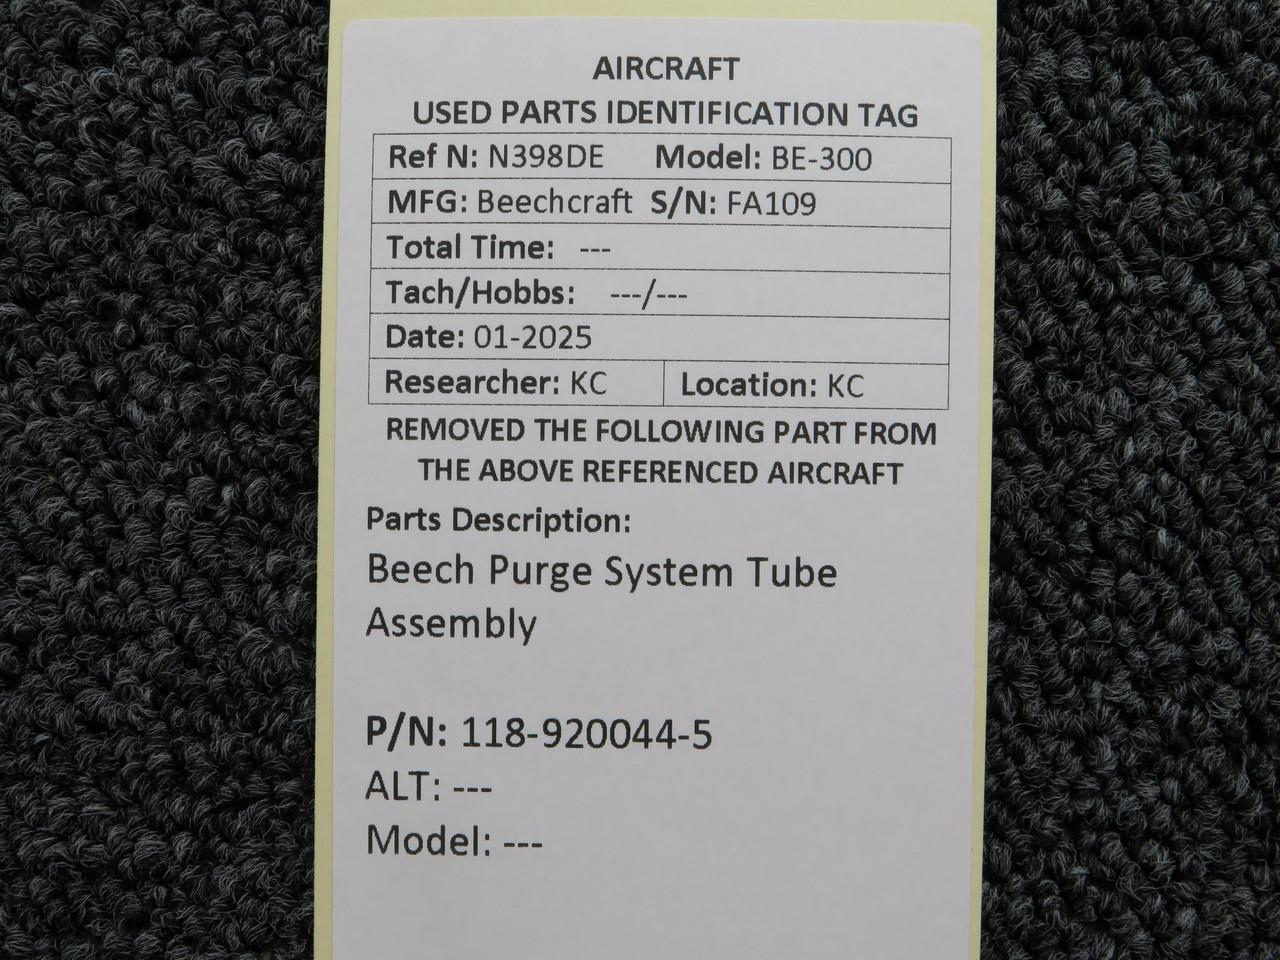 AIRCRAFT
USED PARTS IDENTIFICATION TAG
Ref N: N398DE Model: BE-300
MFG: Beechcraft S/N: FA109
Total Time: ---
Tach/Hobbs: ---/---
Date: 01-2025
Researcher: KC Location: KC
REMOVED THE FOLLOWING PART FROM
THE ABOVE REFERENCED AIRCRAFT
Parts Description:
Beech Purge System Tube
Assembly
P/N: 118-920044-5
ALT: ---
Model: ---